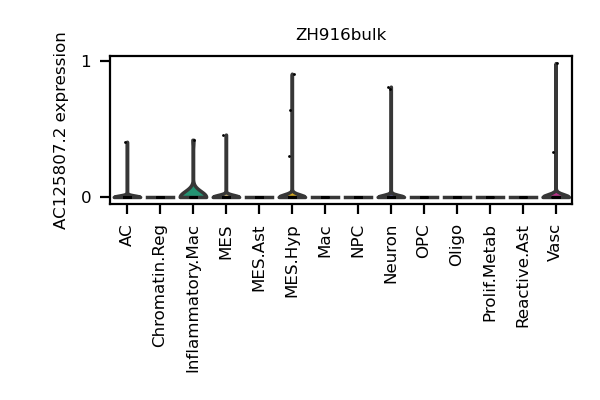 ZH916bulk
AC125807.2 expression
1
0
AC
Chromatin.Reg
Inflammatory.Mac
MES
MES.Ast
MES.Hyp
Mac
NPC
Neuron
OPC
Oligo
Prolif.Metab
Reactive.Ast
Vasc